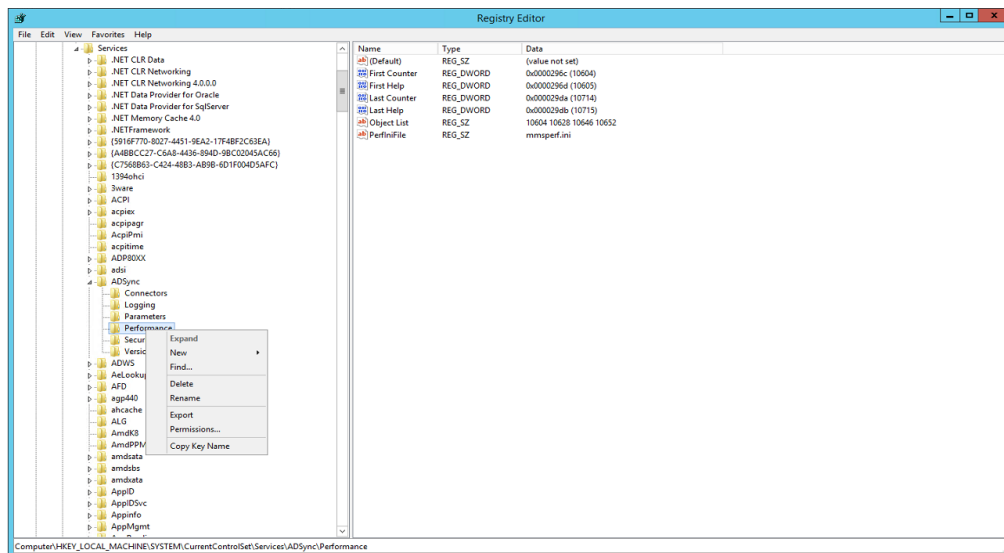 Registry Editor
File Edit View Favorites Help
Services
.NET CLR Data
.NET CLR Networking
.NET CLR Networking 4.0.0.0
.NET Data Provider for Oracle
.NET Data Provider for SqlServer
.NET Memory Cache 4.0
.NETFramework
{5916F770-8027-4451-9EA2-17F4BF2C63EA}
{A4BBCC27-C6A8-4436-894D-9BC02045AC66}
{C7568B63-C424-48B3-AB9B-6D1F004D5AFC}
1394ohci
3ware
ACPI
acpiex
acpipagr
AcpiPmi
acpitime
ADP80XX
adsi
ADSync
Connectors
Logging
Parameters
Performance
Secur
Versic
ADWS
AeLookup
AFD
agp440
ahcache
ALG
AmdK8
AmdPPM
amdsata
amdsbs
amdxata
AppID
AppIDSvc
Appinfo
AppMgmt
Expand
New
Find...
Delete
Rename
Export
Permissions...
Copy Key Name
Name Type Data
(Default) REG_SZ (value not set)
First Counter REG_DWORD 0x0000296c (10604)
First Help REG_DWORD 0x0000296d (10605)
Last Counter REG_DWORD 0x000029da (10714)
Last Help REG_DWORD 0x000029db (10715)
Object List REG_SZ 10604 10628 10646 10652
PerfIniFile REG_SZ mmsperf.ini
Computer\HKEY_LOCAL_MACHINE\SYSTEM\CurrentControlSet\Services\ADSync\Performance